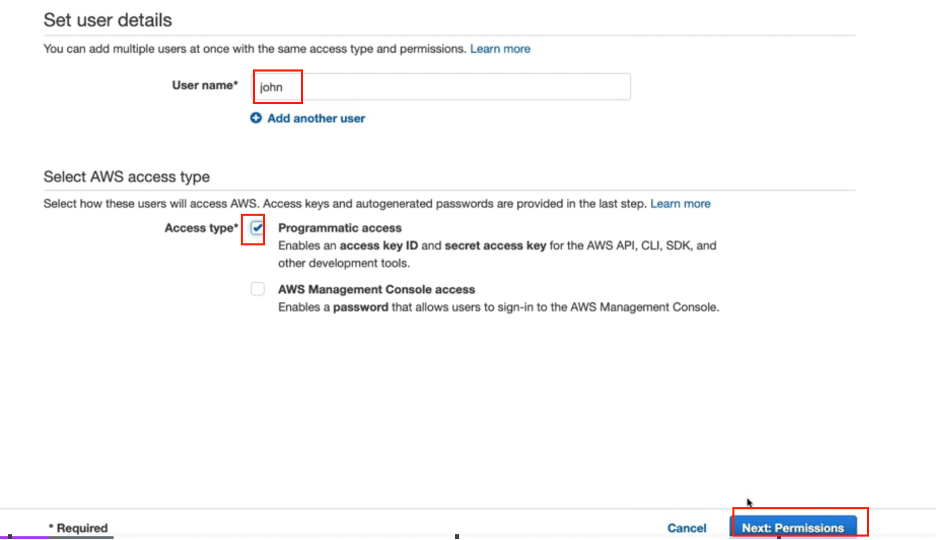 Set user details
You can add multiple users at once with the same access type and permissions. Learn more
User name* john
Add another user
Select AWS access type
Select how these users will access AWS. Access keys and autogenerated passwords are provided in the last step. Learn more
Access type* Programmatic access
Enables an access key ID and secret access key for the AWS API, CLI, SDK, and
other development tools.
AWS Management Console access
Enables a password that allows users to sign-in to the AWS Management Console.
* Required Cancel Next: Permissions